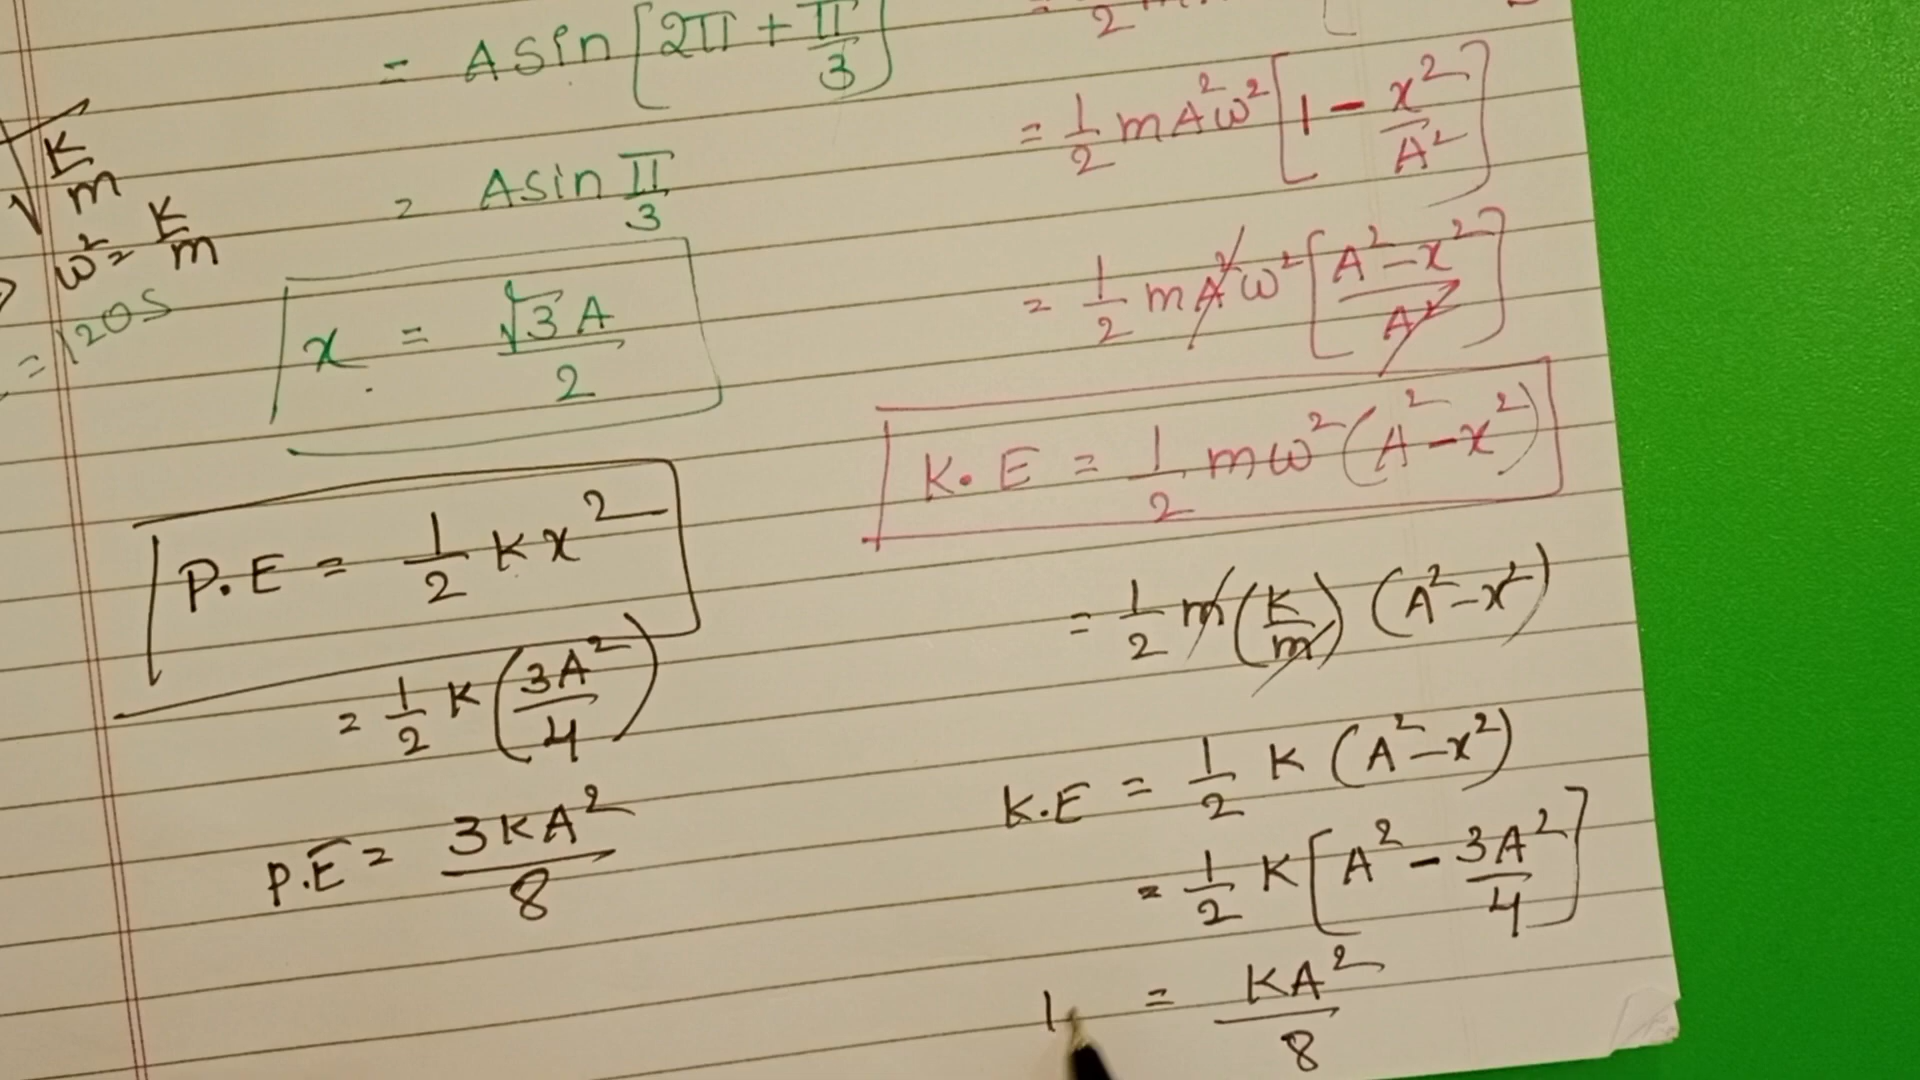 = A sin [2π + π/3]
= A sin π/3
x = √3 A / 2
P.E = 1/2 K x²
= 1/2 K (3A²/4)
P.E = 3KA²/8
√K/m
ω² = K/m
= 120S
= 1/2 m A² ω² [1 - x²/A²]
= 1/2 m A² ω² [A² - x² / A²]
K.E = 1/2 m ω² (A² - x²)
= 1/2 m (K/m) (A² - x²)
K.E = 1/2 K (A² - x²)
= 1/2 K [A² - 3A²/4]
= KA²/8